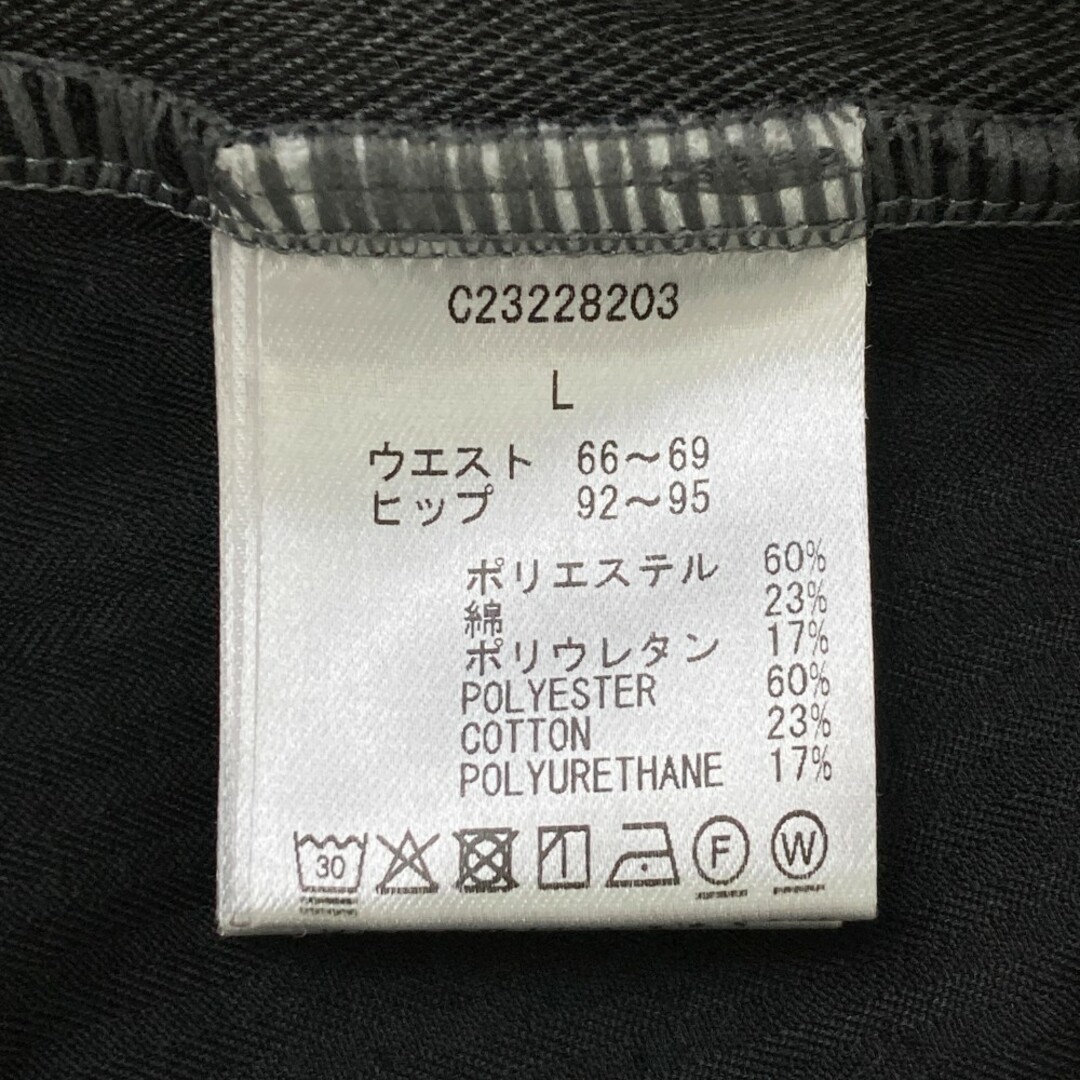 C23228203
L
ウエスト 66～69
ヒップ 92～95
ポリエステル 60%
綿 23%
ポリウレタン 17%
POLYESTER 60%
COTTON 23%
POLYURETHANE 17%
30 F W